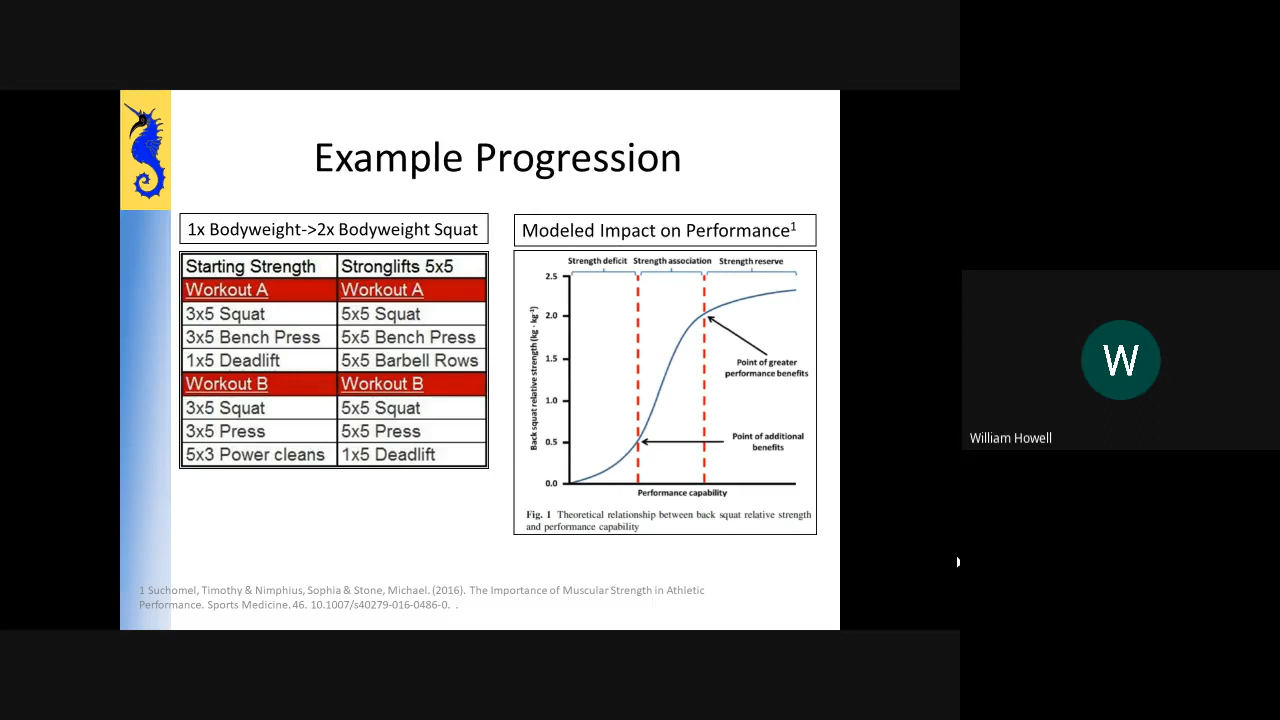 Example Progression
1x Bodyweight->2x Bodyweight Squat
Starting Strength Stronglifts 5x5
Workout A Workout A
3x5 Squat 5x5 Squat
3x5 Bench Press 5x5 Bench Press
1x5 Deadlift 5x5 Barbell Rows
Workout B Workout B
3x5 Squat 5x5 Squat
3x5 Press 5x5 Press
5x3 Power cleans 1x5 Deadlift
Modeled Impact on Performance¹
Strength deficit Strength association Strength reserve
Back squat relative strength (kg · kg⁻¹)
2.5
2.0
1.5
1.0
0.5
0.0
Point of greater
performance benefits
Point of additional
benefits
Performance capability
Fig. 1 Theoretical relationship between back squat relative strength
and performance capability
1 Suchomel, Timothy & Nimphius, Sophia & Stone, Michael. (2016). The Importance of Muscular Strength in Athletic
Performance. Sports Medicine. 46. 10.1007/s40279-016-0486-0. .
W
William Howell